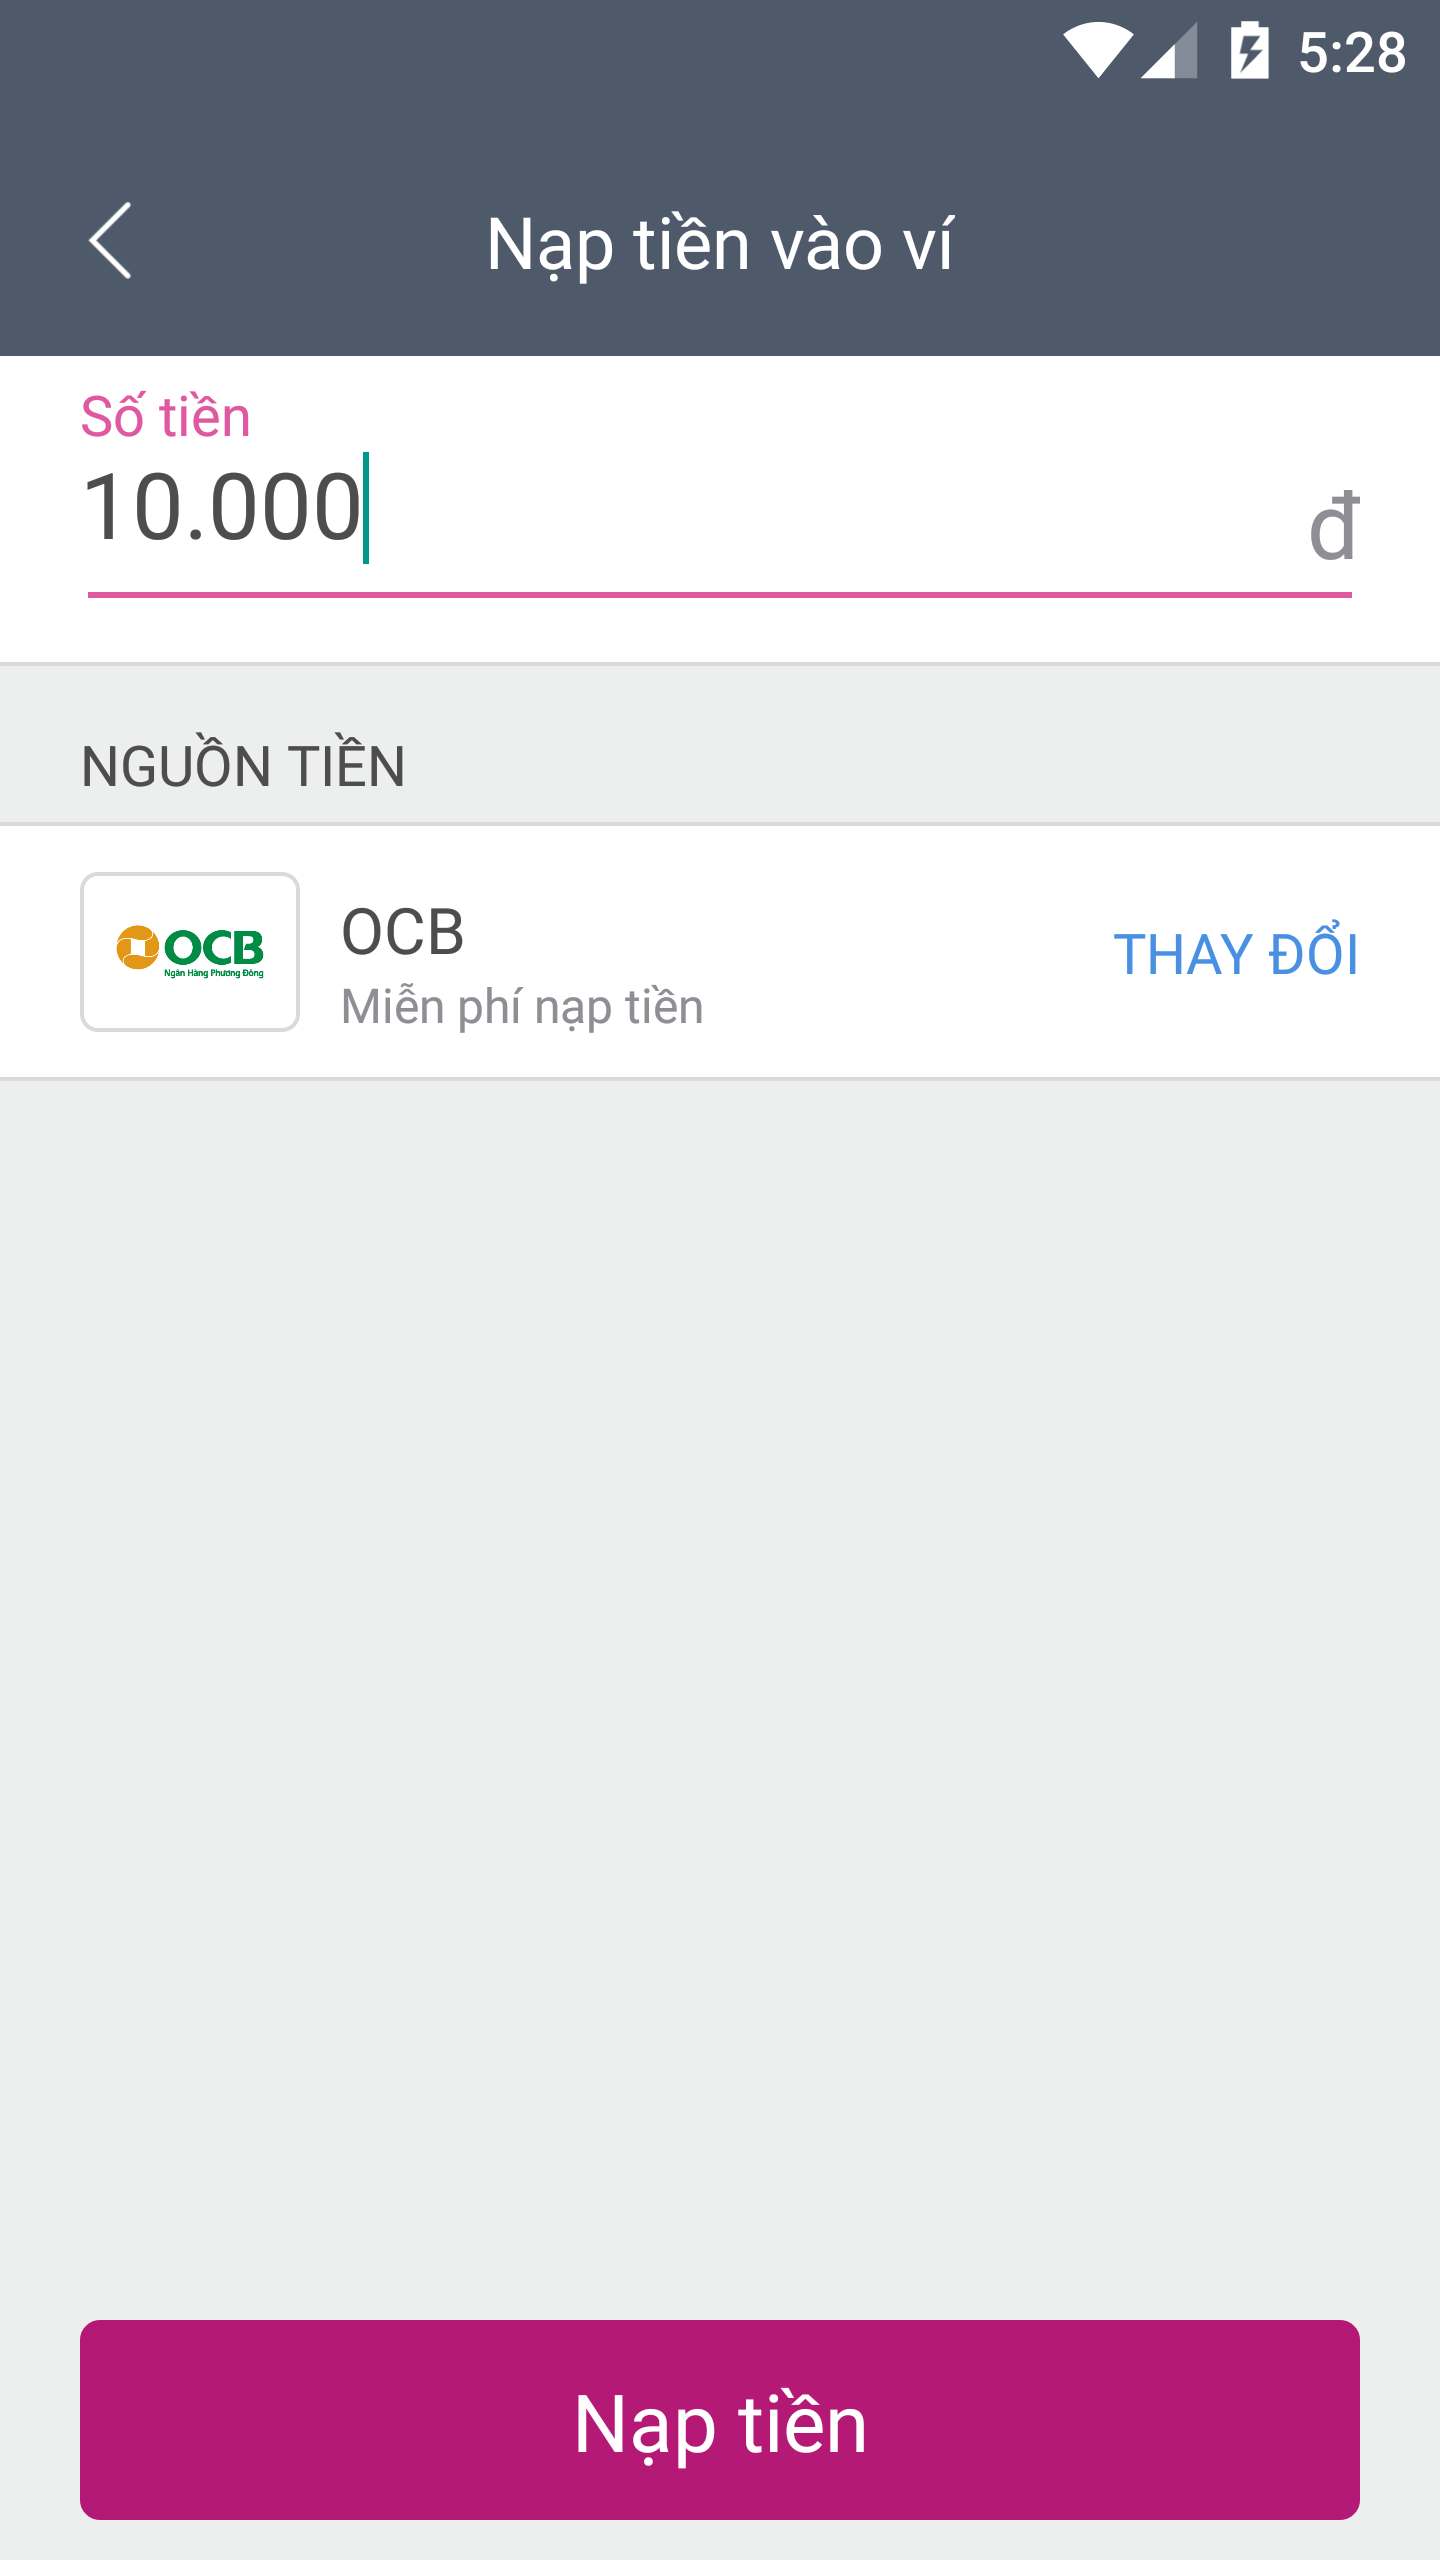 5:28
Nạp tiền vào ví
Số tiền
10.000
đ
NGUỒN TIỀN
OCB
Ngân Hàng Phương Đông
OCB
Miễn phí nạp tiền
THAY ĐỔI
Nạp tiền